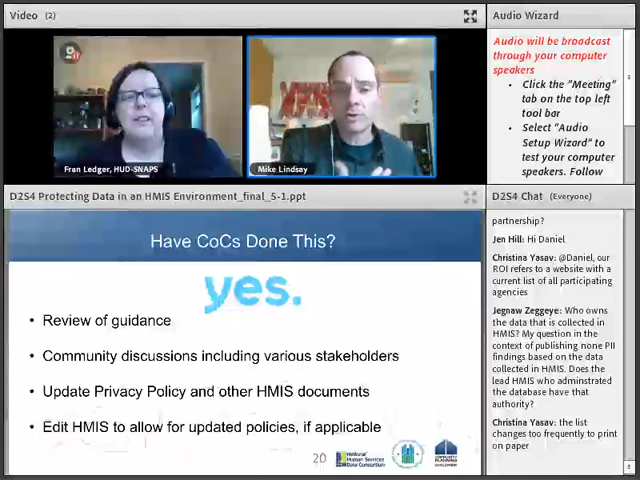 Video (2)
Fran Ledger, HUD-SNAPS
Mike Lindsay
Audio Wizard
Audio will be broadcast
through your computer
speakers
• Click the "Meeting"
tab on the top left
tool bar
• Select "Audio
Setup Wizard" to
test your computer
speakers. Follow
D2S4 Protecting Data in an HMIS Environment_final_5-1.ppt
Have CoCs Done This?
yes.
• Review of guidance
• Community discussions including various stakeholders
• Update Privacy Policy and other HMIS documents
• Edit HMIS to allow for updated policies, if applicable
20
National
Human Services
Data Consortium
D2S4 Chat (Everyone)
partnership?
Jen Hill: Hi Daniel
Christina Yasav: @Daniel, our
ROI refers to a website with a
current list of all participating
agencies
Jegnaw Zeggeye: Who owns
the data that is collected in
HMIS? My question in the
context of publishing none PII
findings based on the data
collected in HMIS. Does the
lead HMIS who adminstrated
the database have that
authority?
Christina Yasav: the list
changes too frequently to print
on paper